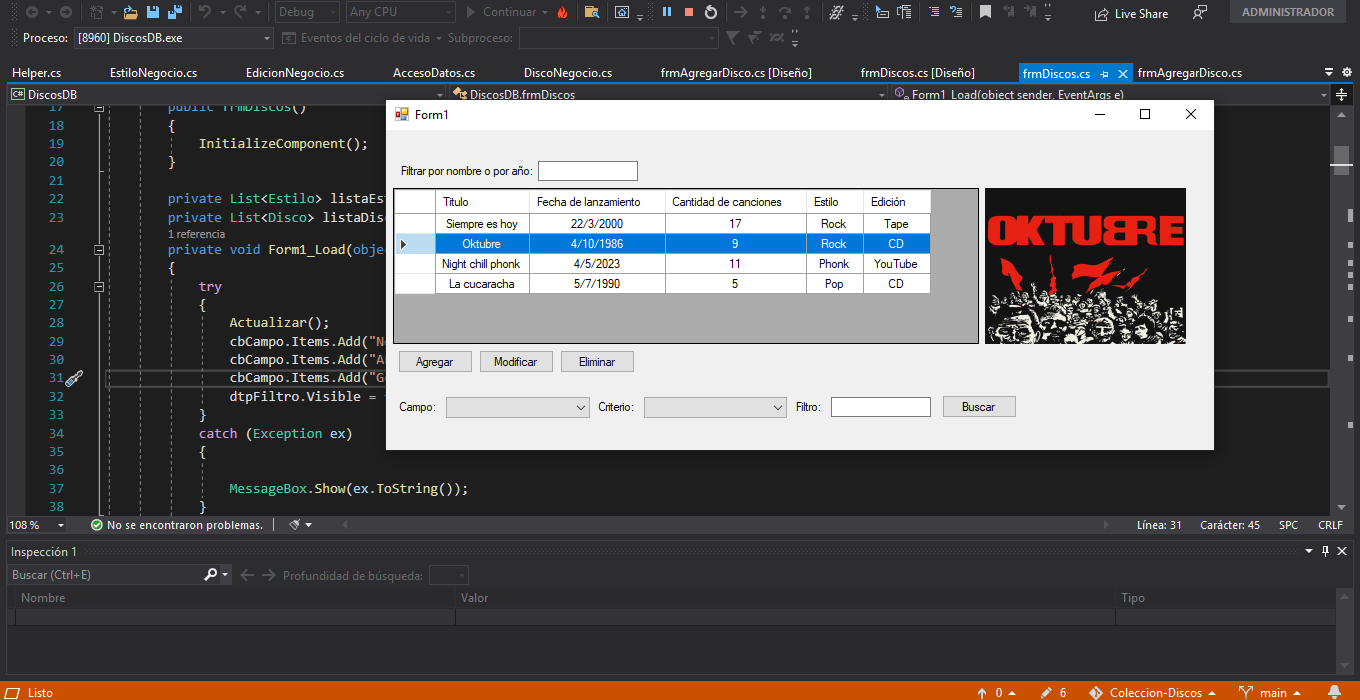 Debug Any CPU Continuar Live Share ADMINISTRADOR
Proceso: [8960] DiscosDB.exe Eventos del ciclo de vida Subproceso:
Helper.cs EstiloNegocio.cs EdicionNegocio.cs AccesoDatos.cs DiscoNegocio.cs frmAgregarDisco.cs [Diseño] frmDiscos.cs [Diseño] frmDiscos.cs frmAgregarDisco.cs
DiscosDB DiscosDB.frmDiscos Form1_Load(object sender, EventArgs e)
17 public frmDiscos()
18 {
19 InitializeComponent();
20 }
21
22 private List<Estilo> listaEs
23 private List<Disco> listaDis
1 referencia
24 private void Form1_Load(obje
25 {
26 try
27 {
28 Actualizar();
29 cbCampo.Items.Add("N
30 cbCampo.Items.Add("A
31 cbCampo.Items.Add("G
32 dtpFiltro.Visible =
33 }
34 catch (Exception ex)
35 {
36
37 MessageBox.Show(ex.ToString());
38 }
Form1
Filtrar por nombre o por año:
Titulo Fecha de lanzamiento Cantidad de canciones Estilo Edición
Siempre es hoy 22/3/2000 17 Rock Tape
Oktubre 4/10/1986 9 Rock CD
Night chill phonk 4/5/2023 11 Phonk YouTube
La cucaracha 5/7/1990 5 Pop CD
OKTUBRE
Agregar Modificar Eliminar
Campo: Criterio: Filtro: Buscar
108 % No se encontraron problemas. Línea: 31 Carácter: 45 SPC CRLF
Inspección 1
Buscar (Ctrl+E) Profundidad de búsqueda:
Nombre Valor Tipo
Listo 0 6 Coleccion-Discos main